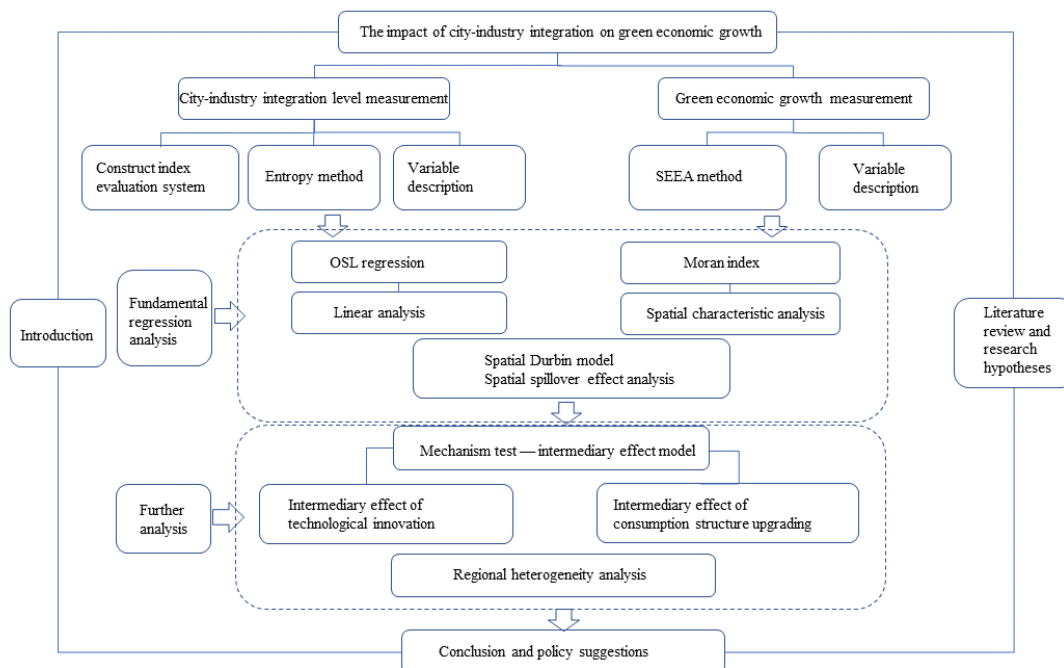 The impact of city-industry integration on green economic growth
City-industry integration level measurement
Green economic growth measurement
Construct index
evaluation system
Entropy method
Variable
description
SEEA method
Variable
description
OSL regression
Moran index
Linear analysis
Spatial characteristic analysis
Fundamental
regression
analysis
Introduction
Literature
review and
research
hypotheses
Spatial Durbin model
Spatial spillover effect analysis
Mechanism test — intermediary effect model
Further
analysis
Intermediary effect of
technological innovation
Intermediary effect of
consumption structure upgrading
Regional heterogeneity analysis
Conclusion and policy suggestions